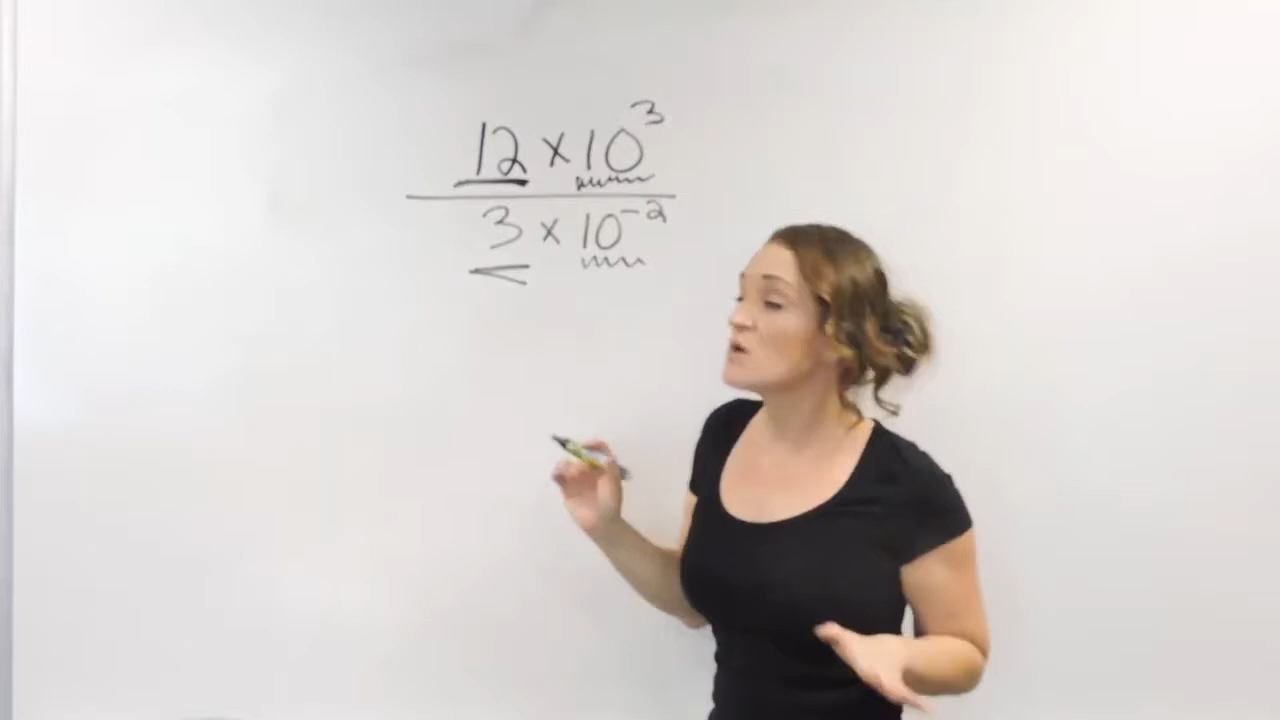 12 × 10³
3 × 10⁻²